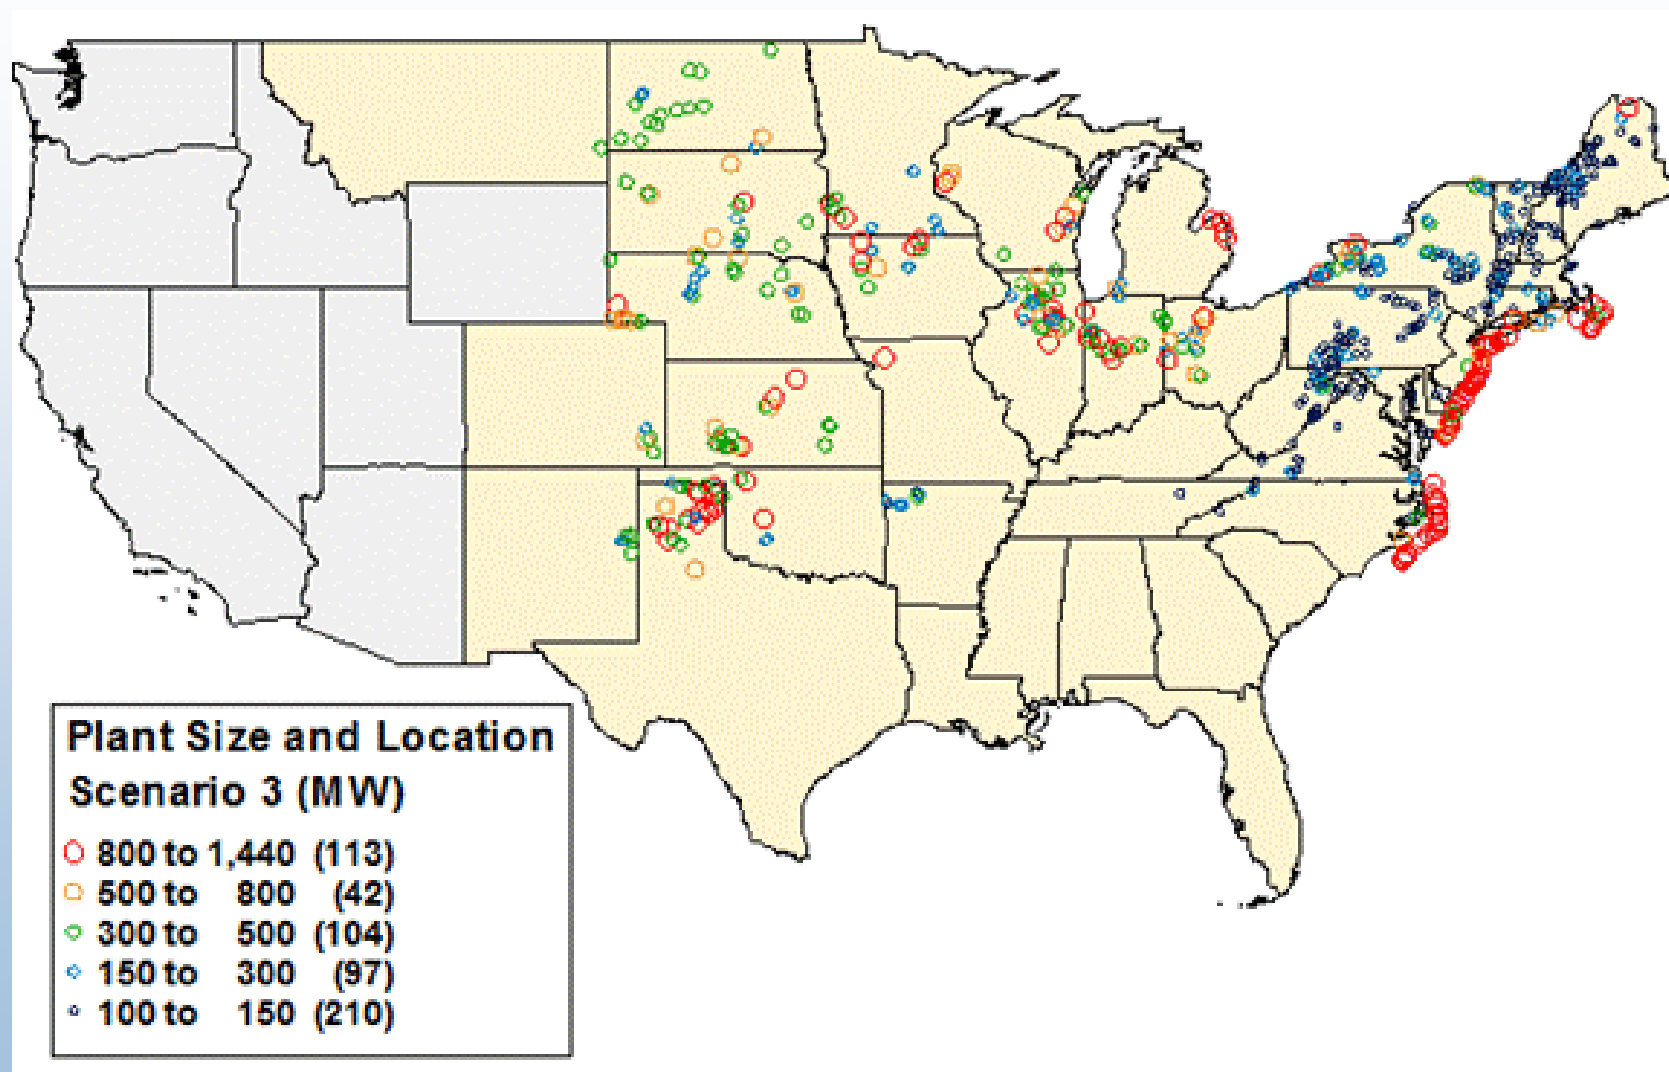 Plant Size and Location
Scenario 3 (MW)
800 to 1,440 (113)
500 to 800 (42)
300 to 500 (104)
150 to 300 (97)
100 to 150 (210)